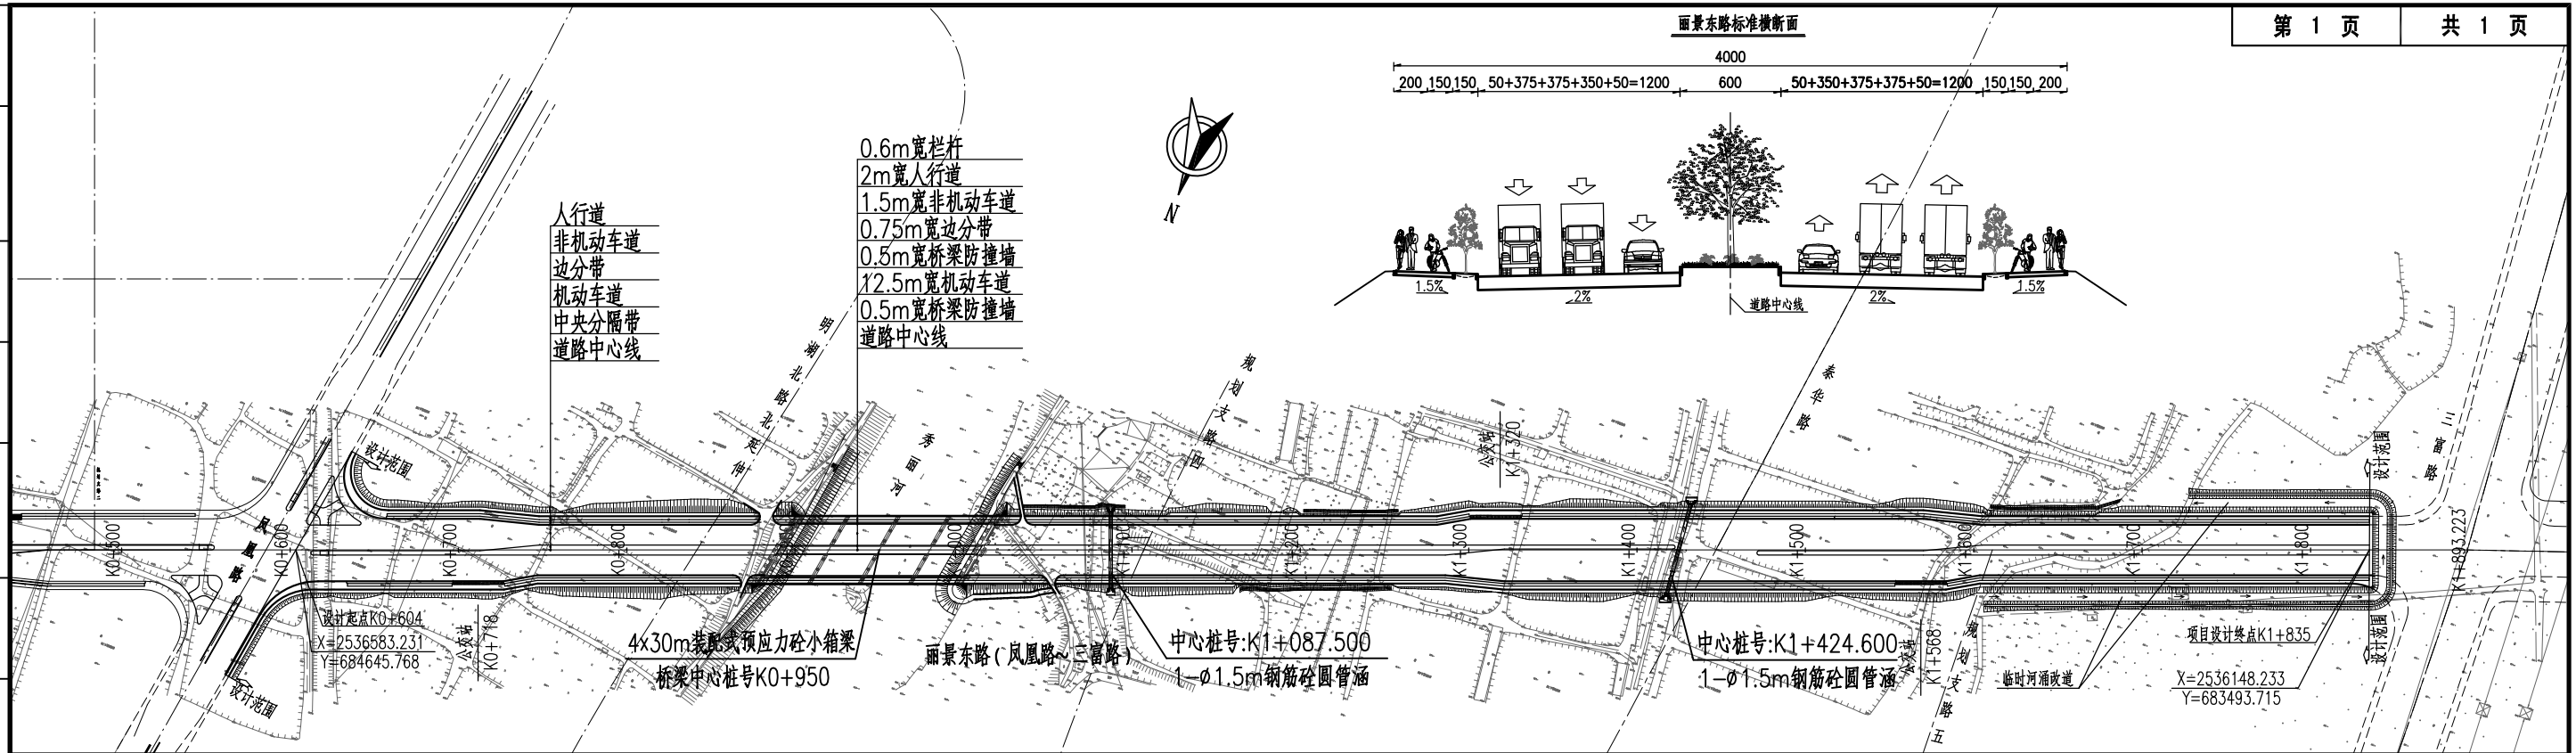 第 1 页 共 1 页
丽景东路标准横断面
4000
200 150 150 50+375+375+350+50=1200 600 50+350+375+375+50=1200 150 150 200
1.5% 2% 2% 1.5%
道路中心线
N
人行道
非机动车道
边分带
机动车道
中央分隔带
道路中心线
0.6m宽栏杆
2m宽人行道
1.5m宽非机动车道
0.75m宽边分带
0.5m宽桥梁防撞墙
12.5m宽机动车道
0.5m宽桥梁防撞墙
道路中心线
明湖北路北延伸
秀丽河
规划支路四
泰华路
三富路
凤凰路
规划支路五
设计范围
设计范围
设计范围
设计范围
公交站
K1+320
K0+500
K0+600
K0+700
K0+800
K1+200
K1+300
K1+400
K1+500
K1+600
K1+700
K1+800
K1+893.223
设计起点K0+604
X=2536583.231
Y=684645.768
公交站
K0+718
4x30m装配式预应力砼小箱梁
桥梁中心桩号K0+950
丽景东路(凤凰路~三富路)
中心桩号:K1+087.500
1-Ø1.5m钢筋砼圆管涵
中心桩号:K1+424.600
1-Ø1.5m钢筋砼圆管涵
公交站
K1+568
临时河涌改道
项目设计终点K1+835
X=2536148.233
Y=683493.715